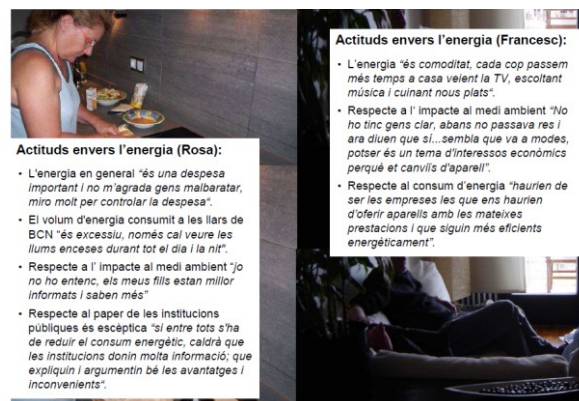 Actituds envers l'energia (Rosa):
• L'energia en general "és una despesa
important i no m'agrada gens malbaratar,
miro molt per controlar la despesa".
• El volum d'energia consumit a les llars de
BCN "és excessiu, només cal veure les
llums enceses durant tot el dia i la nit".
• Respecte a l' impacte al medi ambient "jo
no ho entenc, els meus fills estan millor
informats i saben més"
• Respecte al paper de les institucions
públiques és escèptica "si entre tots s'ha
de reduir el consum energètic, caldrà que
les institucions donin molta informació; que
expliquin i argumentin bé les avantatges i
inconvenients".
Actituds envers l'energia (Francesc):
• L'energia "és comoditat, cada cop passem
més temps a casa veient la TV, escoltant
música i cuinant nous plats".
• Respecte a l' impacte al medi ambient "No
ho tinc gens clar, abans no passava res i
ara diuen que sí...sembla que va a modes,
potser és un tema d'interessos econòmics
perquè et canviïs d'aparell".
• Respecte al consum d'energia "haurien de
ser les empreses les que ens haurien
d'oferir aparells amb les mateixes
prestacions i que siguin més eficients
energèticament".